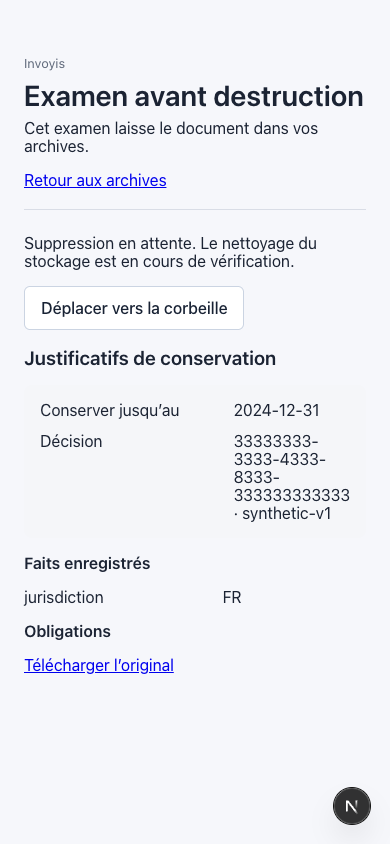 Invoyis
Examen avant destruction
Cet examen laisse le document dans vos
archives.
Retour aux archives
Suppression en attente. Le nettoyage du
stockage est en cours de vérification.
Déplacer vers la corbeille
Justificatifs de conservation
Conserver jusqu’au 2024-12-31
Décision 33333333-
3333-4333-
8333-
333333333333
· synthetic-v1
Faits enregistrés
jurisdiction FR
Obligations
Télécharger l’original
N